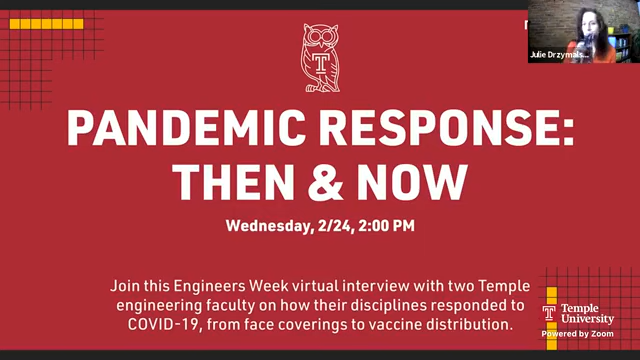 Julie Drzymals...
T
PANDEMIC RESPONSE:
THEN & NOW
Wednesday, 2/24, 2:00 PM
Join this Engineers Week virtual interview with two Temple
engineering faculty on how their disciplines responded to
COVID-19, from face coverings to vaccine distribution.
T Temple
University
Powered by Zoom